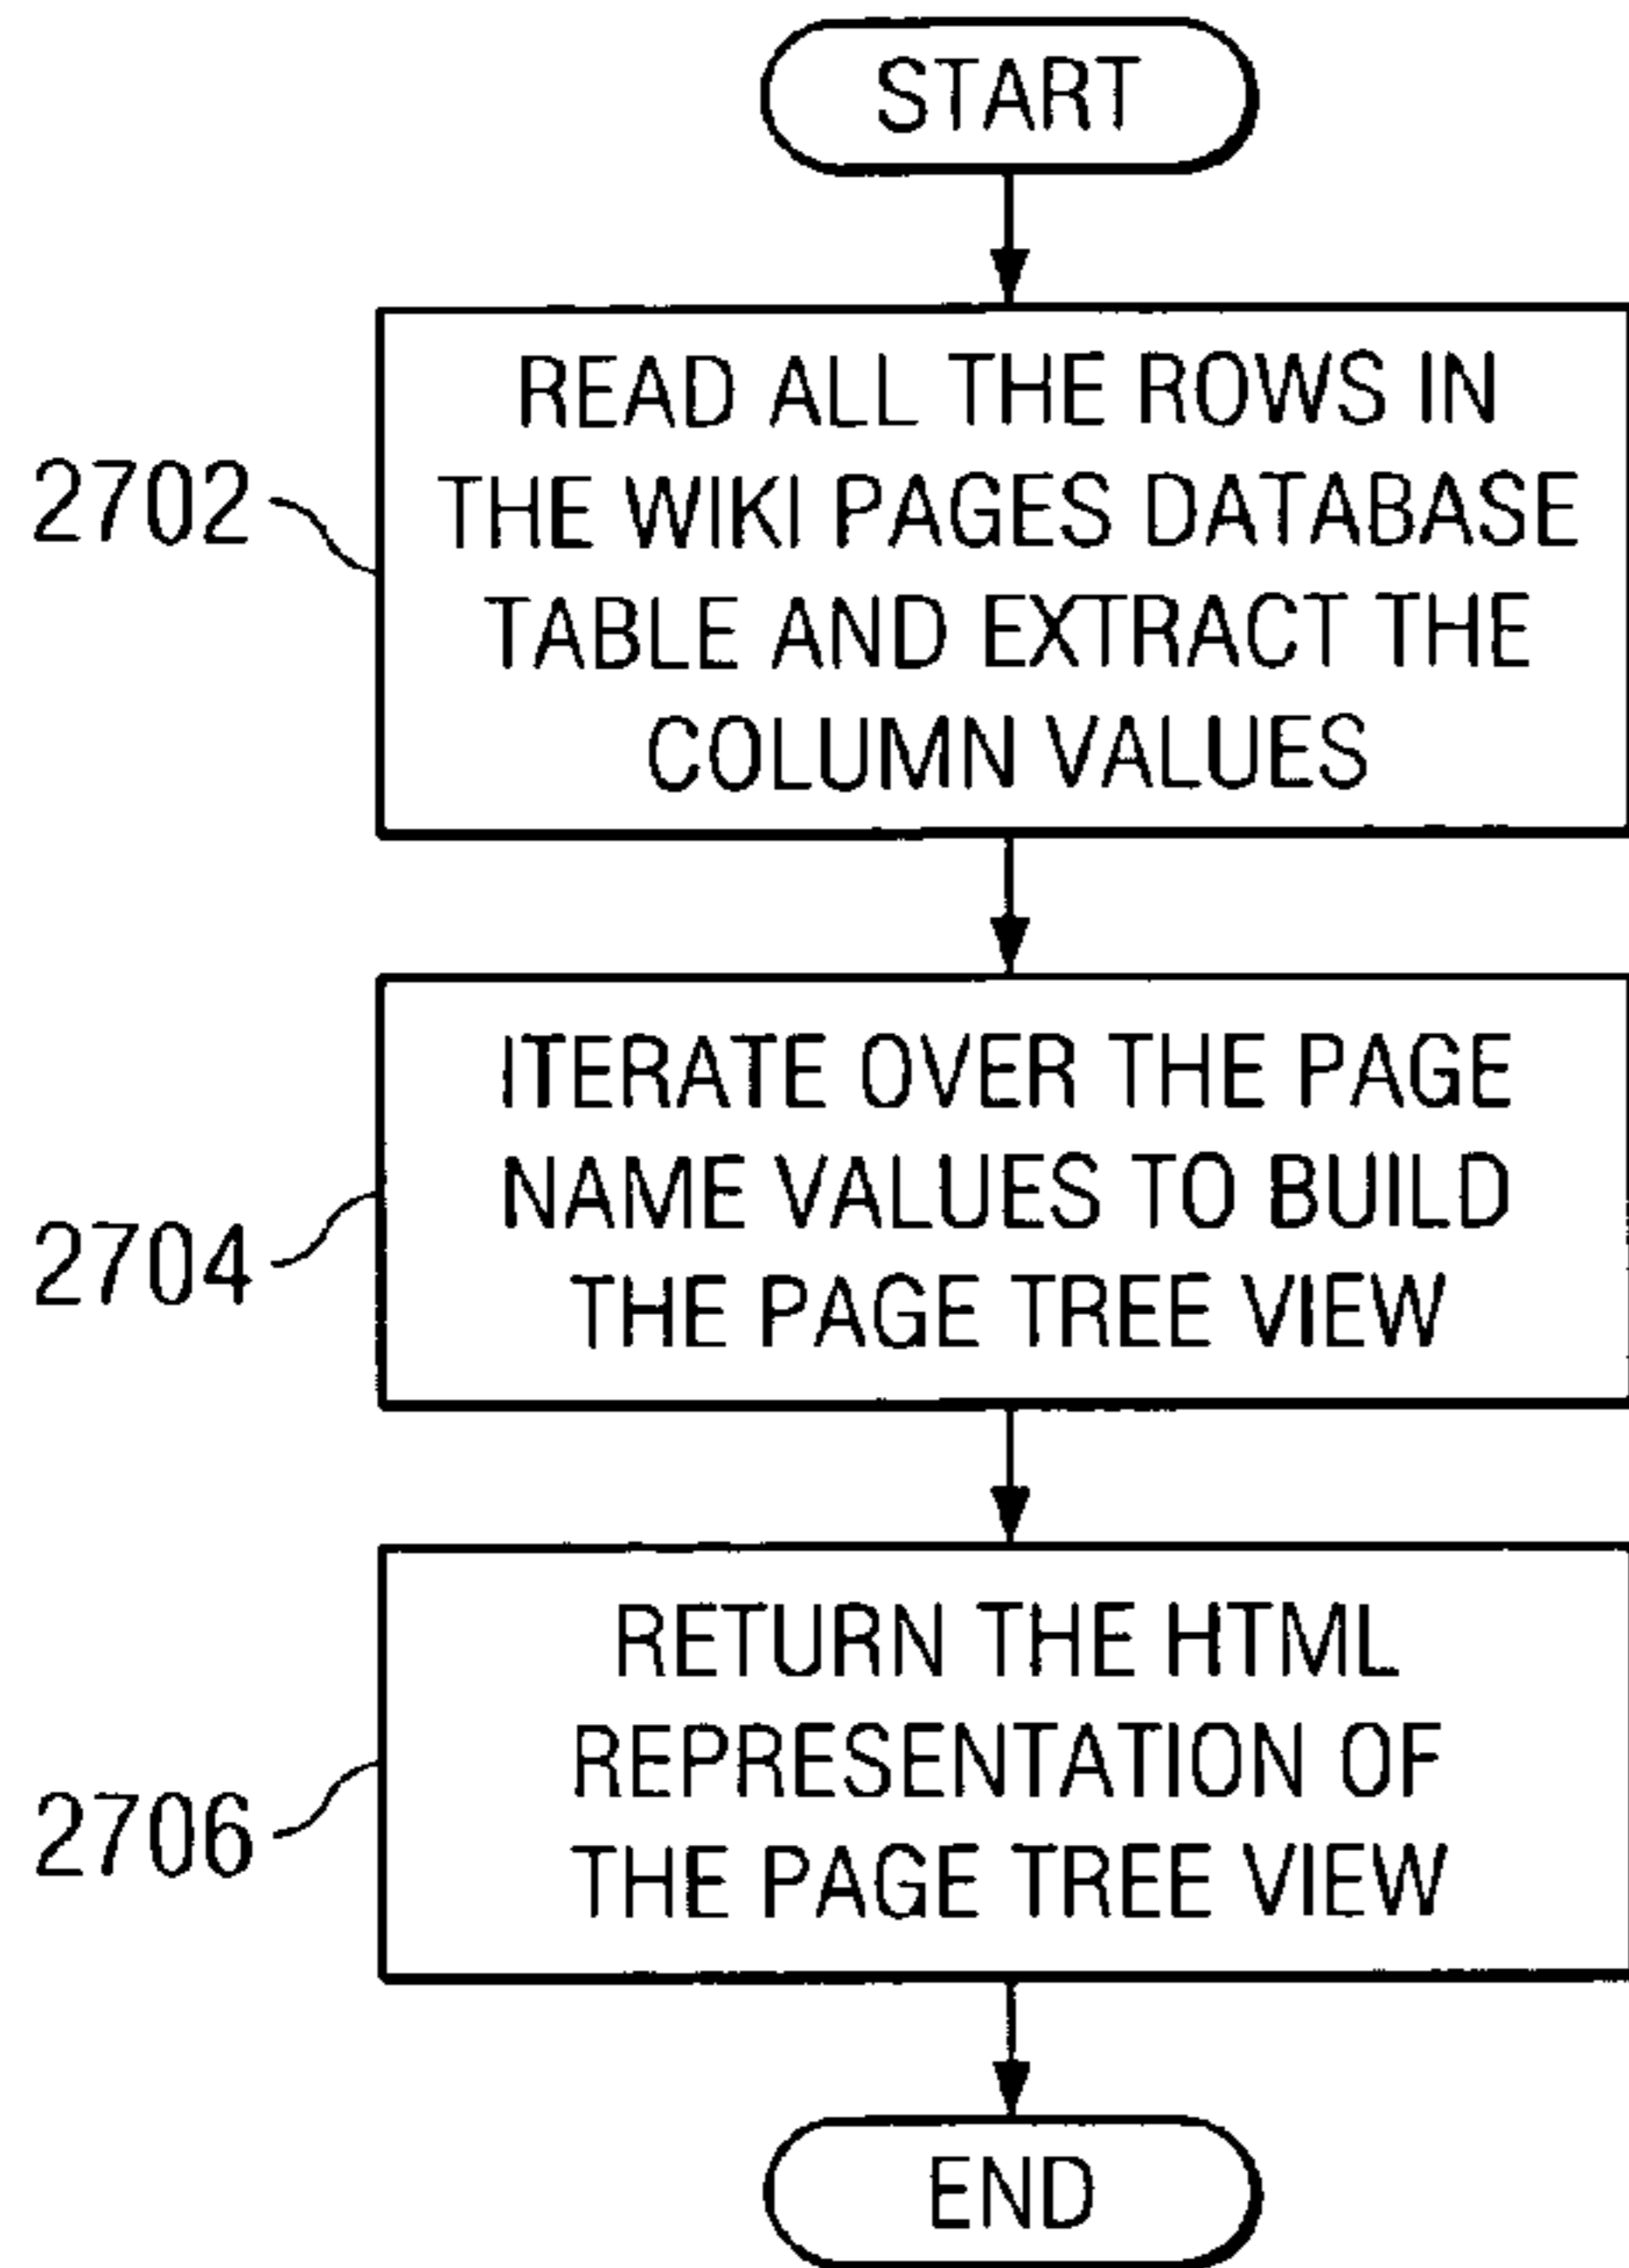 START
READ ALL THE ROWS IN
THE WIKI PAGES DATABASE
TABLE AND EXTRACT THE
COLUMN VALUES
2702
ITERATE OVER THE PAGE
NAME VALUES TO BUILD
THE PAGE TREE VIEW
2704
RETURN THE HTML
REPRESENTATION OF
THE PAGE TREE VIEW
2706
END